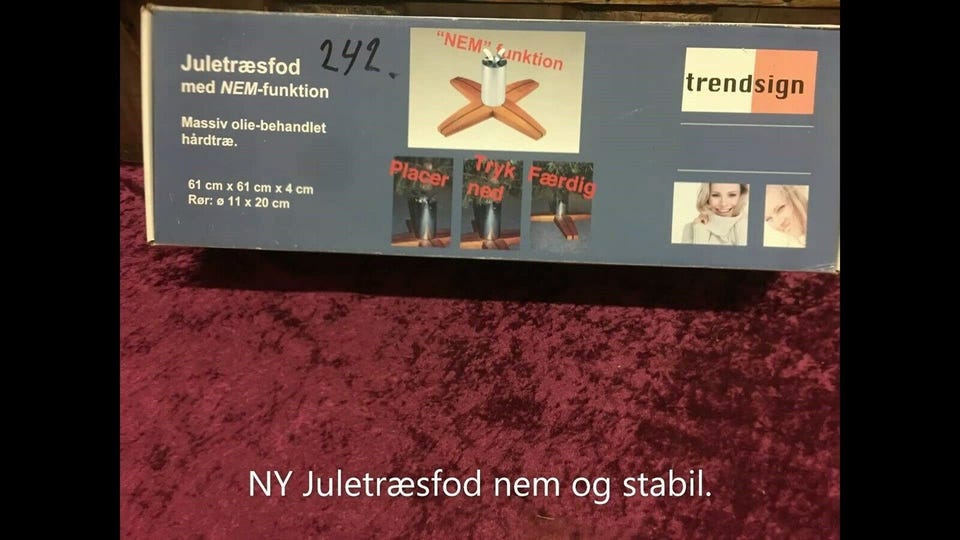 Juletræsfod
med NEM-funktion
242.
Massiv olie-behandlet
hårdtræ.
61 cm x 61 cm x 4 cm
Rør: ø 11 x 20 cm
"NEM" funktion
Placer
Tryk
ned
Færdig
trendsign
NY Juletræsfod nem og stabil.